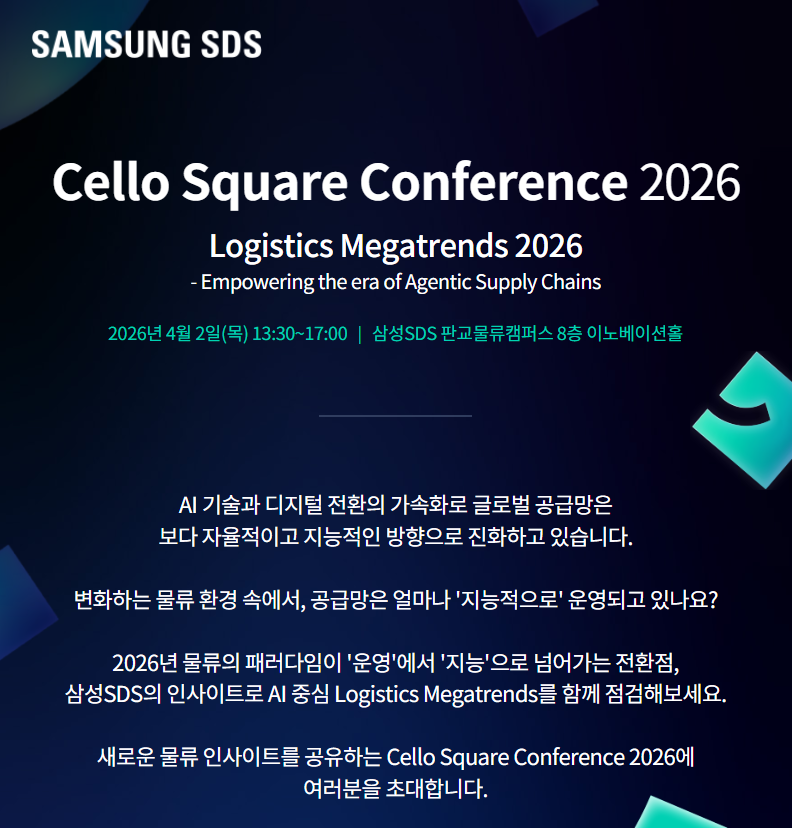 SAMSUNG SDS
Cello Square Conference 2026
Logistics Megatrends 2026
- Empowering the era of Agentic Supply Chains
2026년 4월 2일(목) 13:30~17:00 | 삼성SDS 판교물류캠퍼스 8층 이노베이션홀
AI 기술과 디지털 전환의 가속화로 글로벌 공급망은
보다 자율적이고 지능적인 방향으로 진화하고 있습니다.
변화하는 물류 환경 속에서, 공급망은 얼마나 '지능적으로' 운영되고 있나요?
2026년 물류의 패러다임이 '운영'에서 '지능'으로 넘어가는 전환점,
삼성SDS의 인사이트로 AI 중심 Logistics Megatrends를 함께 점검해보세요.
새로운 물류 인사이트를 공유하는 Cello Square Conference 2026에
여러분을 초대합니다.